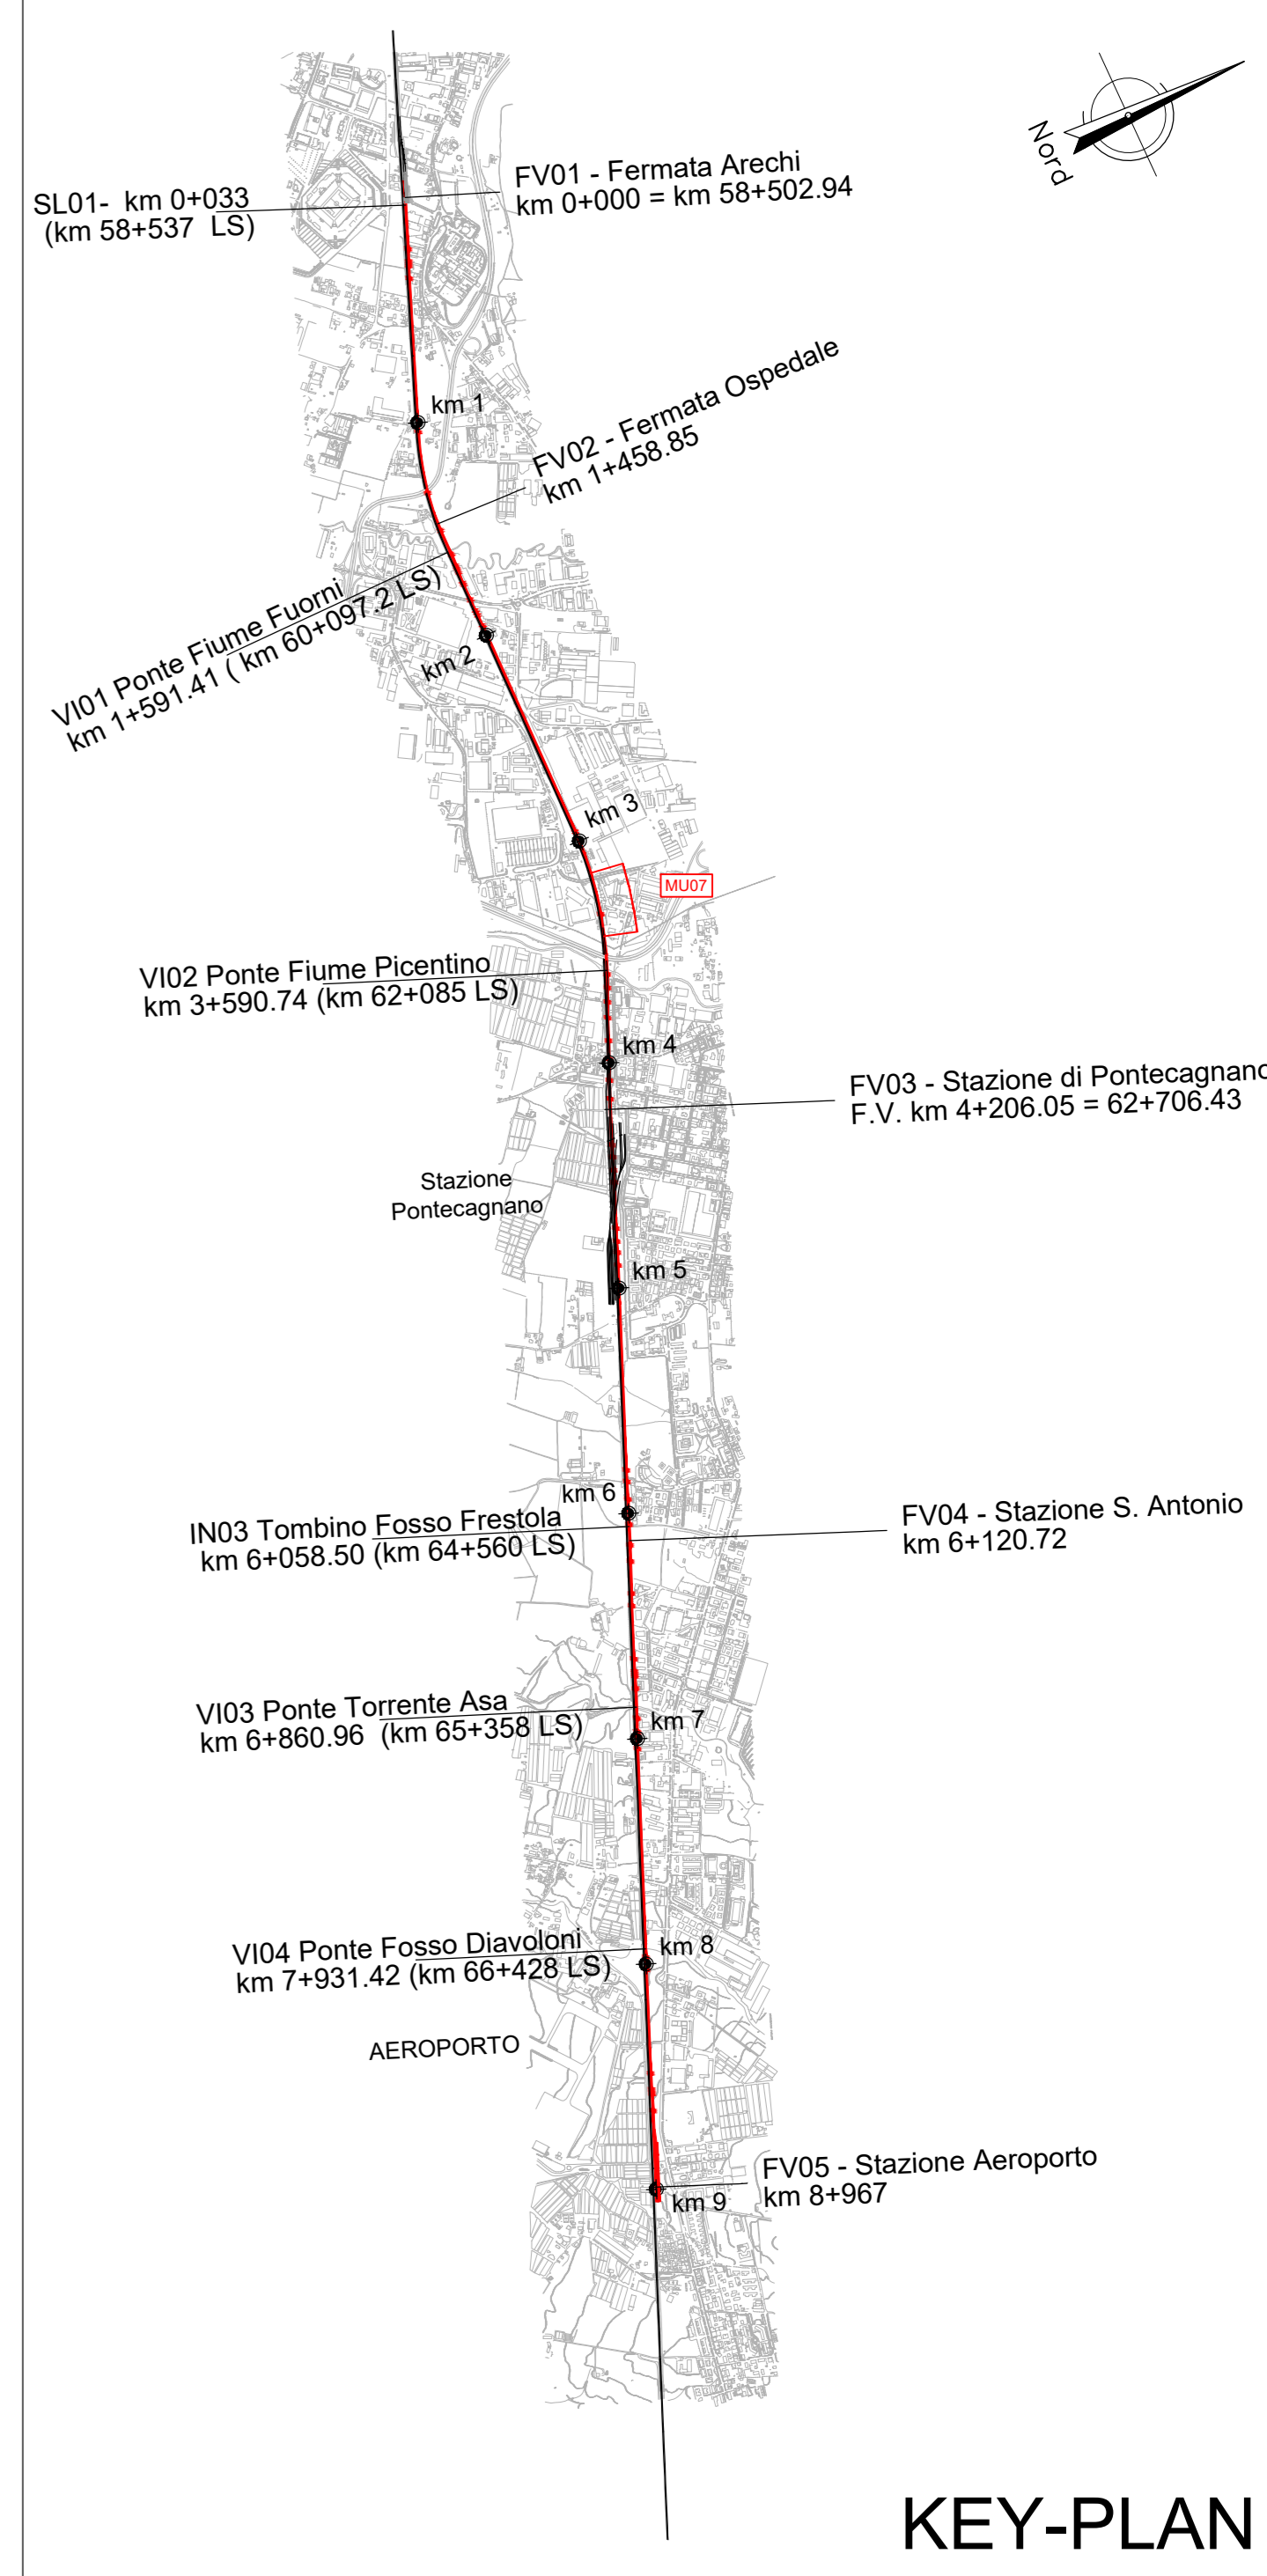 Nord
FV01 - Fermata Arechi
km 0+000 = km 58+502.94
SL01- km 0+033
(km 58+537 LS)
km 1
FV02 - Fermata Ospedale
km 1+458.85
VI01 Ponte Fiume Fuorni
km 1+591.41 ( km 60+097.2 LS)
km 2
km 3
MU07
VI02 Ponte Fiume Picentino
km 3+590.74 (km 62+085 LS)
km 4
FV03 - Stazione di Pontecagnano
F.V. km 4+206.05 = 62+706.43
Stazione
Pontecagnano
km 5
km 6
IN03 Tombino Fosso Frestola
km 6+058.50 (km 64+560 LS)
FV04 - Stazione S. Antonio
km 6+120.72
VI03 Ponte Torrente Asa
km 6+860.96 (km 65+358 LS)
km 7
VI04 Ponte Fosso Diavoloni
km 7+931.42 (km 66+428 LS)
km 8
AEROPORTO
FV05 - Stazione Aeroporto
km 8+967
km 9
KEY-PLAN